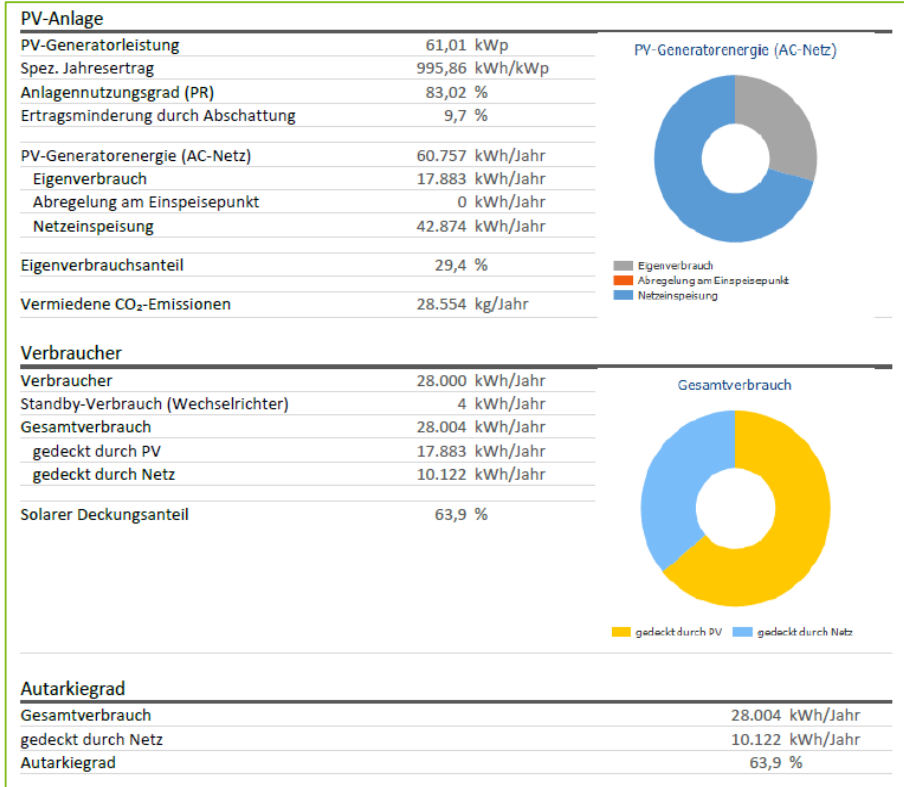 PV-Anlage
PV-Generatorleistung 61,01 kWp
Spez. Jahresertrag 995,86 kWh/kWp
Anlagennutzungsgrad (PR) 83,02 %
Ertragsminderung durch Abschattung 9,7 %
PV-Generatorenergie (AC-Netz) 60.757 kWh/Jahr
Eigenverbrauch 17.883 kWh/Jahr
Abregelung am Einspeisepunkt 0 kWh/Jahr
Netzeinspeisung 42.874 kWh/Jahr
Eigenverbrauchsanteil 29,4 %
Vermiedene CO₂-Emissionen 28.554 kg/Jahr
PV-Generatorenergie (AC-Netz)
Eigenverbrauch
Abregelung am Einspeisepunkt
Netzeinspeisung
Verbraucher
Verbraucher 28.000 kWh/Jahr
Standby-Verbrauch (Wechselrichter) 4 kWh/Jahr
Gesamtverbrauch 28.004 kWh/Jahr
gedeckt durch PV 17.883 kWh/Jahr
gedeckt durch Netz 10.122 kWh/Jahr
Solarer Deckungsanteil 63,9 %
Gesamtverbrauch
gedeckt durch PV gedeckt durch Netz
Autarkiegrad
Gesamtverbrauch 28.004 kWh/Jahr
gedeckt durch Netz 10.122 kWh/Jahr
Autarkiegrad 63,9 %